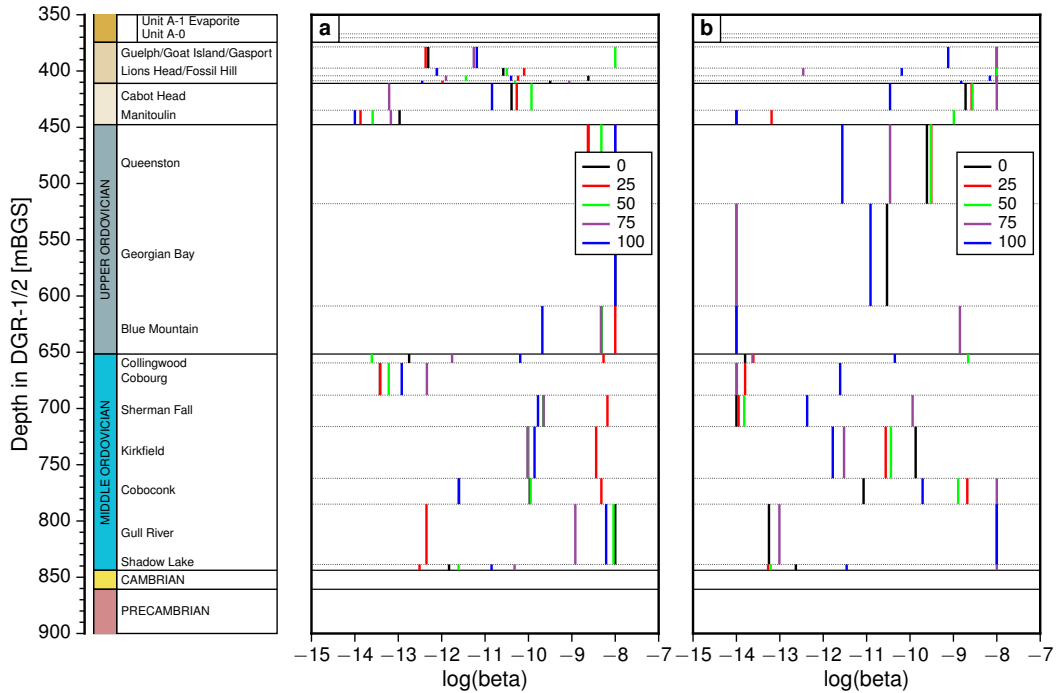 Depth in DGR-1/2 [mBGS]
350
400
450
500
550
600
650
700
750
800
850
900
UPPER ORDOVICIAN
MIDDLE ORDOVICIAN
Unit A-1 Evaporite
Unit A-0
Guelph/Goat Island/Gasport
Lions Head/Fossil Hill
Cabot Head
Manitoulin
Queenston
Georgian Bay
Blue Mountain
Collingwood
Cobourg
Sherman Fall
Kirkfield
Coboconk
Gull River
Shadow Lake
CAMBRIAN
PRECAMBRIAN
a
0
25
50
75
100
−15 −14 −13 −12 −11 −10 −9 −8 −7
log(beta)
b
0
25
50
75
100
−15 −14 −13 −12 −11 −10 −9 −8 −7
log(beta)